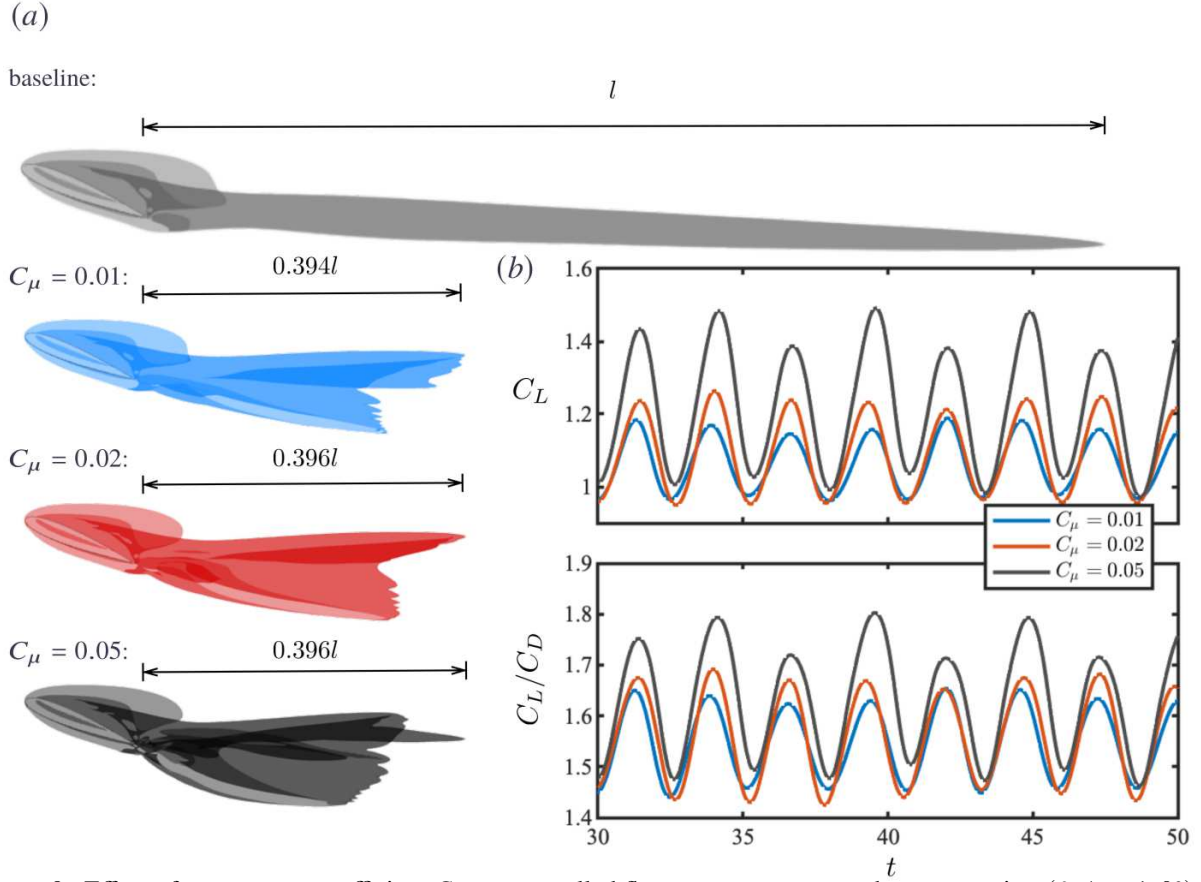 (a)
baseline:
l
C_μ = 0.01:
0.394l
C_μ = 0.02:
0.396l
C_μ = 0.05:
0.396l
(b)
1.6
1.4
1.2
1
C_L
C_μ = 0.01
C_μ = 0.02
C_μ = 0.05
1.9
1.8
1.7
1.6
1.5
1.4
C_L/C_D
30
35
40
45
50
t